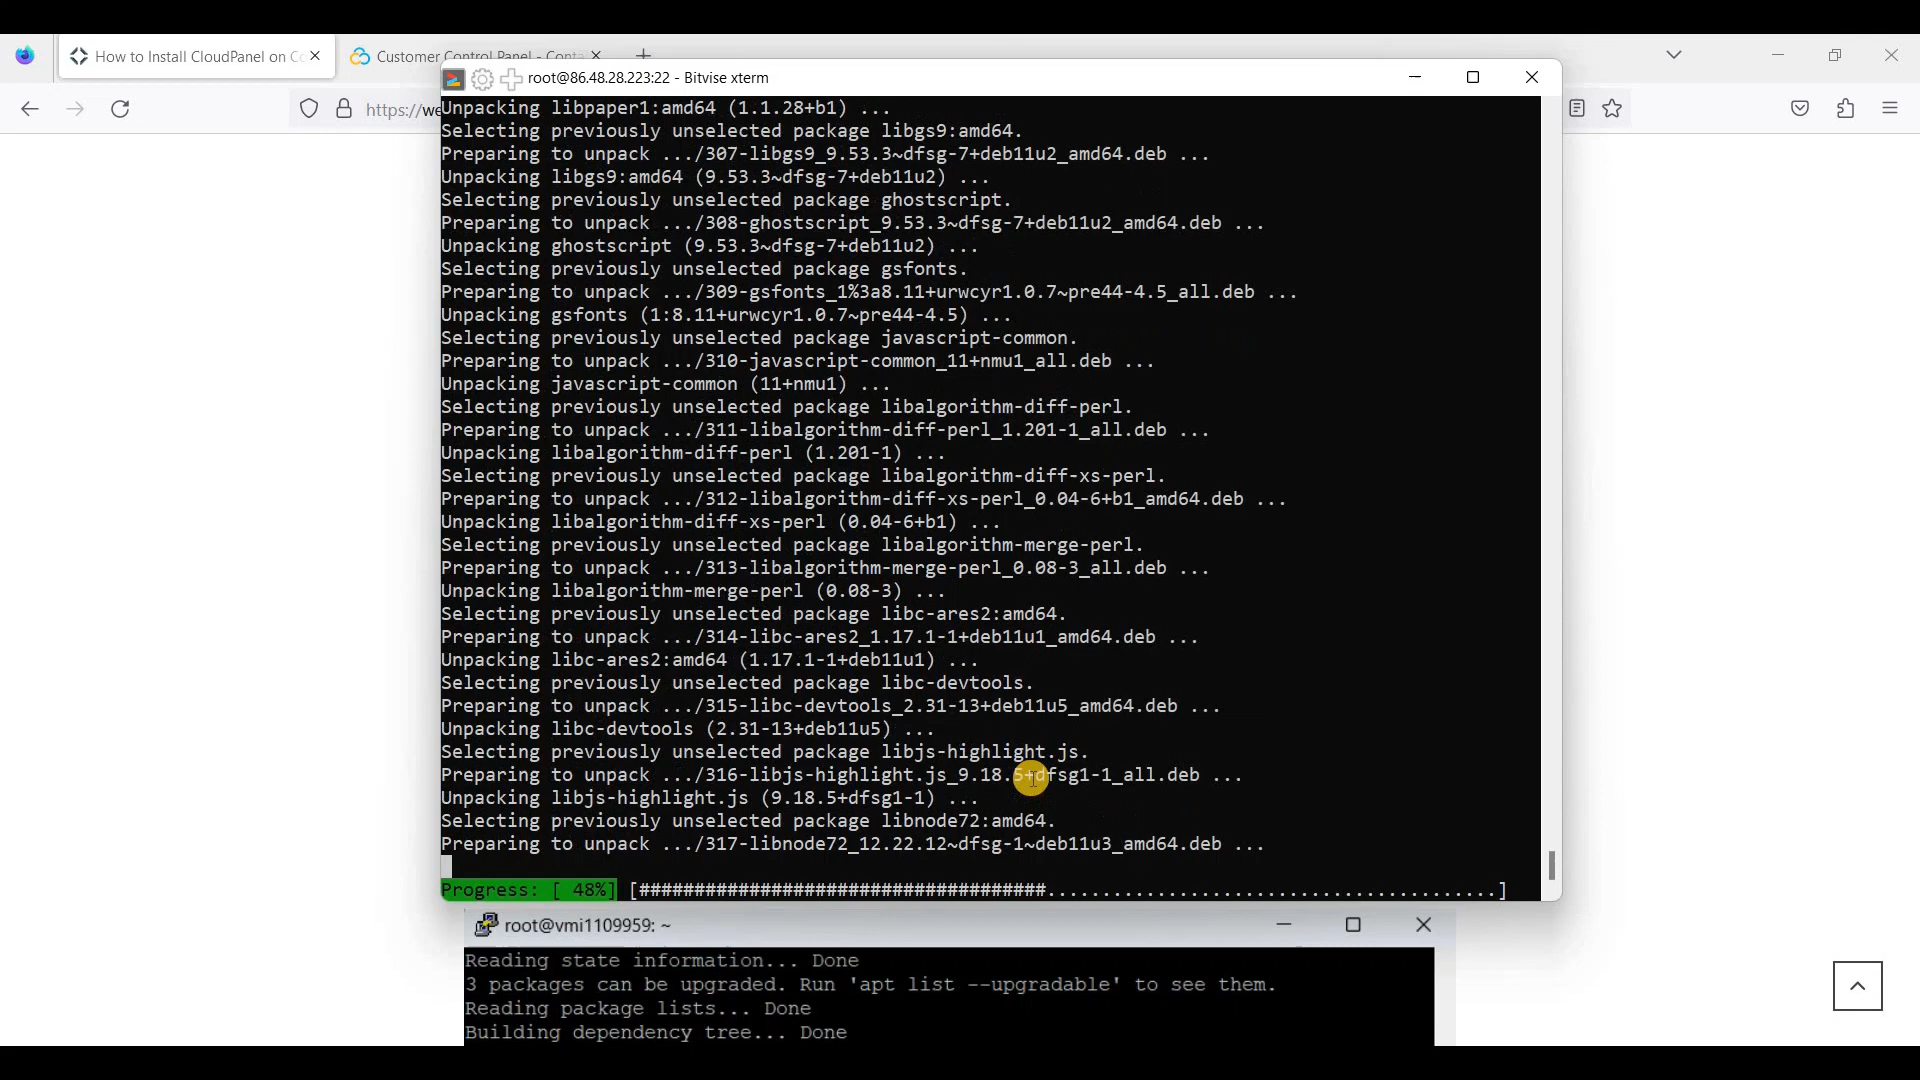 How to Install CloudPanel on Co
Customer Control Panel - Conta
root@86.48.28.223:22 - Bitvise xterm
https://we
Unpacking libpaper1:amd64 (1.1.28+b1) ...
Selecting previously unselected package libgs9:amd64.
Preparing to unpack .../307-libgs9_9.53.3~dfsg-7+deb11u2_amd64.deb ...
Unpacking libgs9:amd64 (9.53.3~dfsg-7+deb11u2) ...
Selecting previously unselected package ghostscript.
Preparing to unpack .../308-ghostscript_9.53.3~dfsg-7+deb11u2_amd64.deb ...
Unpacking ghostscript (9.53.3~dfsg-7+deb11u2) ...
Selecting previously unselected package gsfonts.
Preparing to unpack .../309-gsfonts_1%3a8.11+urwcyr1.0.7~pre44-4.5_all.deb ...
Unpacking gsfonts (1:8.11+urwcyr1.0.7~pre44-4.5) ...
Selecting previously unselected package javascript-common.
Preparing to unpack .../310-javascript-common_11+nmu1_all.deb ...
Unpacking javascript-common (11+nmu1) ...
Selecting previously unselected package libalgorithm-diff-perl.
Preparing to unpack .../311-libalgorithm-diff-perl_1.201-1_all.deb ...
Unpacking libalgorithm-diff-perl (1.201-1) ...
Selecting previously unselected package libalgorithm-diff-xs-perl.
Preparing to unpack .../312-libalgorithm-diff-xs-perl_0.04-6+b1_amd64.deb ...
Unpacking libalgorithm-diff-xs-perl (0.04-6+b1) ...
Selecting previously unselected package libalgorithm-merge-perl.
Preparing to unpack .../313-libalgorithm-merge-perl_0.08-3_all.deb ...
Unpacking libalgorithm-merge-perl (0.08-3) ...
Selecting previously unselected package libc-ares2:amd64.
Preparing to unpack .../314-libc-ares2_1.17.1-1+deb11u1_amd64.deb ...
Unpacking libc-ares2:amd64 (1.17.1-1+deb11u1) ...
Selecting previously unselected package libc-devtools.
Preparing to unpack .../315-libc-devtools_2.31-13+deb11u5_amd64.deb ...
Unpacking libc-devtools (2.31-13+deb11u5) ...
Selecting previously unselected package libjs-highlight.js.
Preparing to unpack .../316-libjs-highlight.js_9.18.5+dfsg1-1_all.deb ...
Unpacking libjs-highlight.js (9.18.5+dfsg1-1) ...
Selecting previously unselected package libnode72:amd64.
Preparing to unpack .../317-libnode72_12.22.12~dfsg-1~deb11u3_amd64.deb ...
Progress: [ 48%] [#####################################.........................................]
root@vmi1109959: ~
Reading state information... Done
3 packages can be upgraded. Run 'apt list --upgradable' to see them.
Reading package lists... Done
Building dependency tree... Done